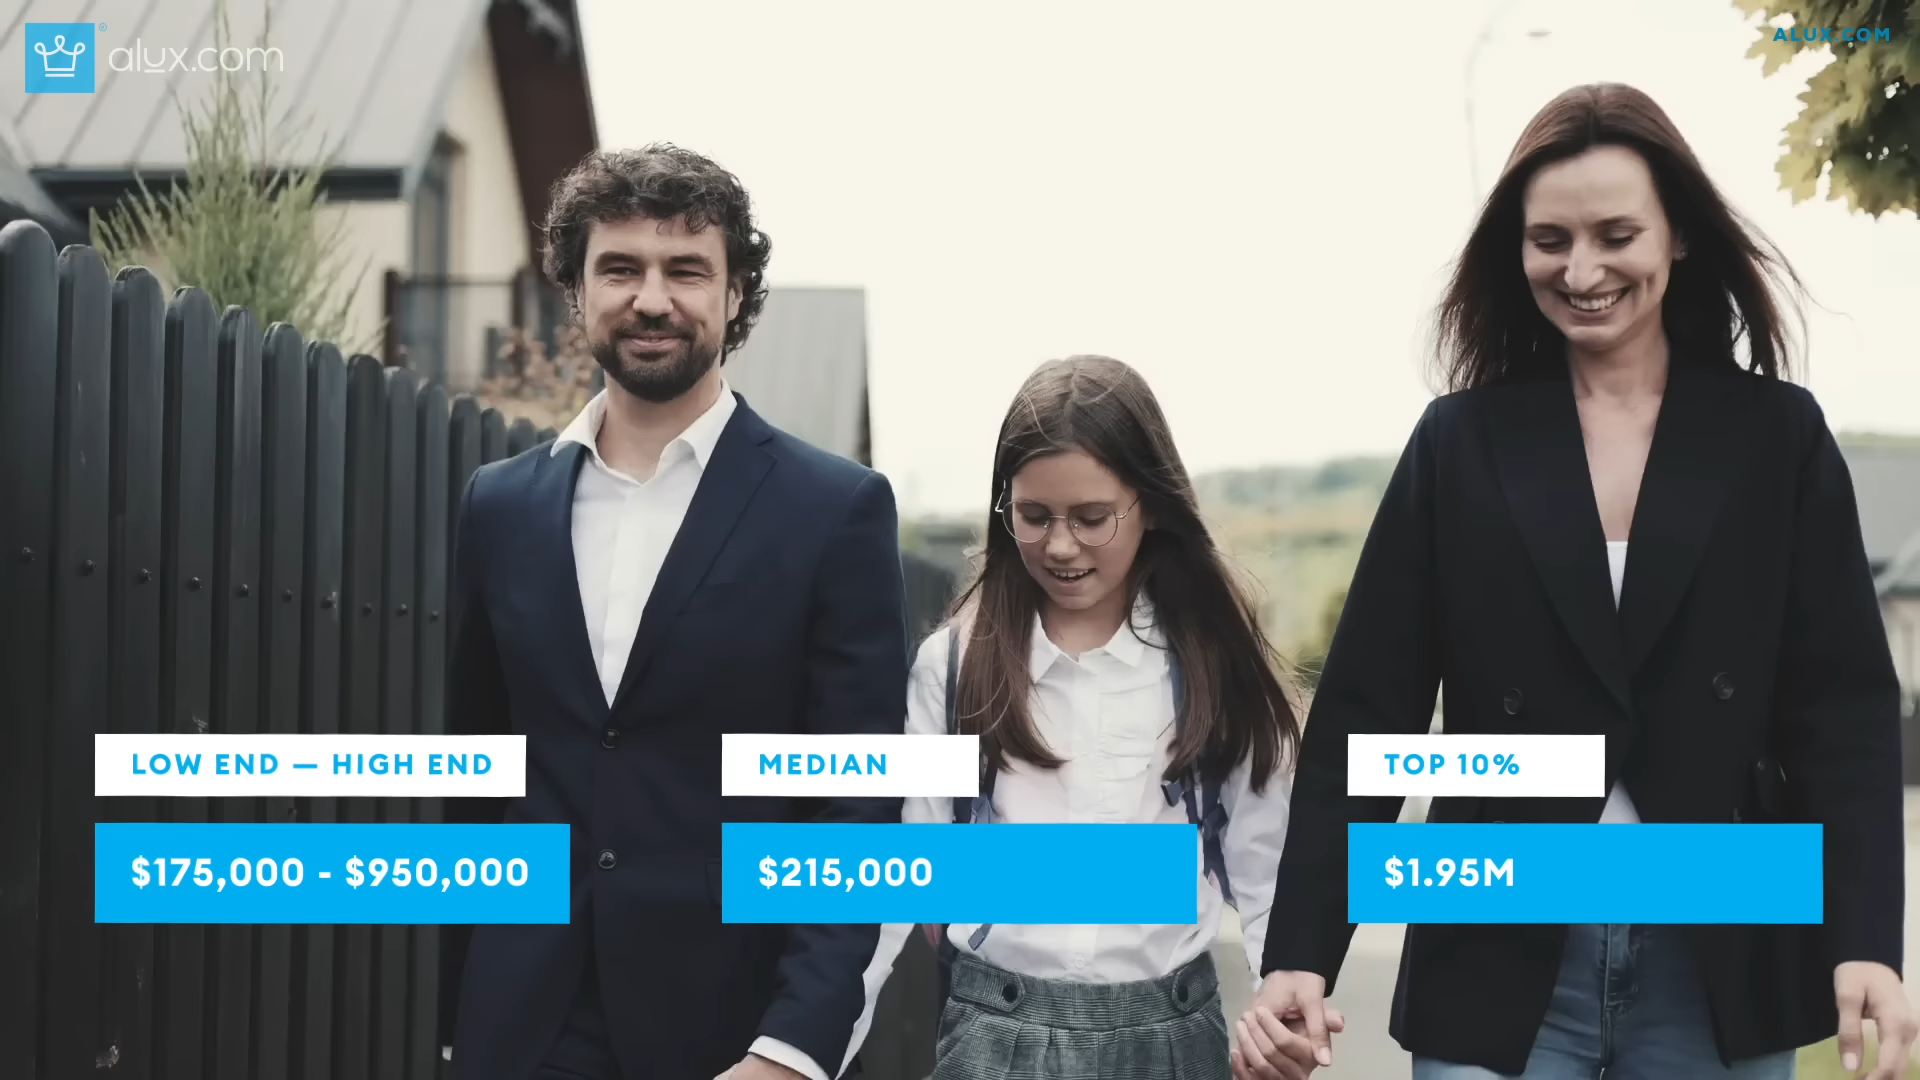 alux.com
ALUX.COM
LOW END — HIGH END
$175,000 - $950,000
MEDIAN
$215,000
TOP 10%
$1.95M